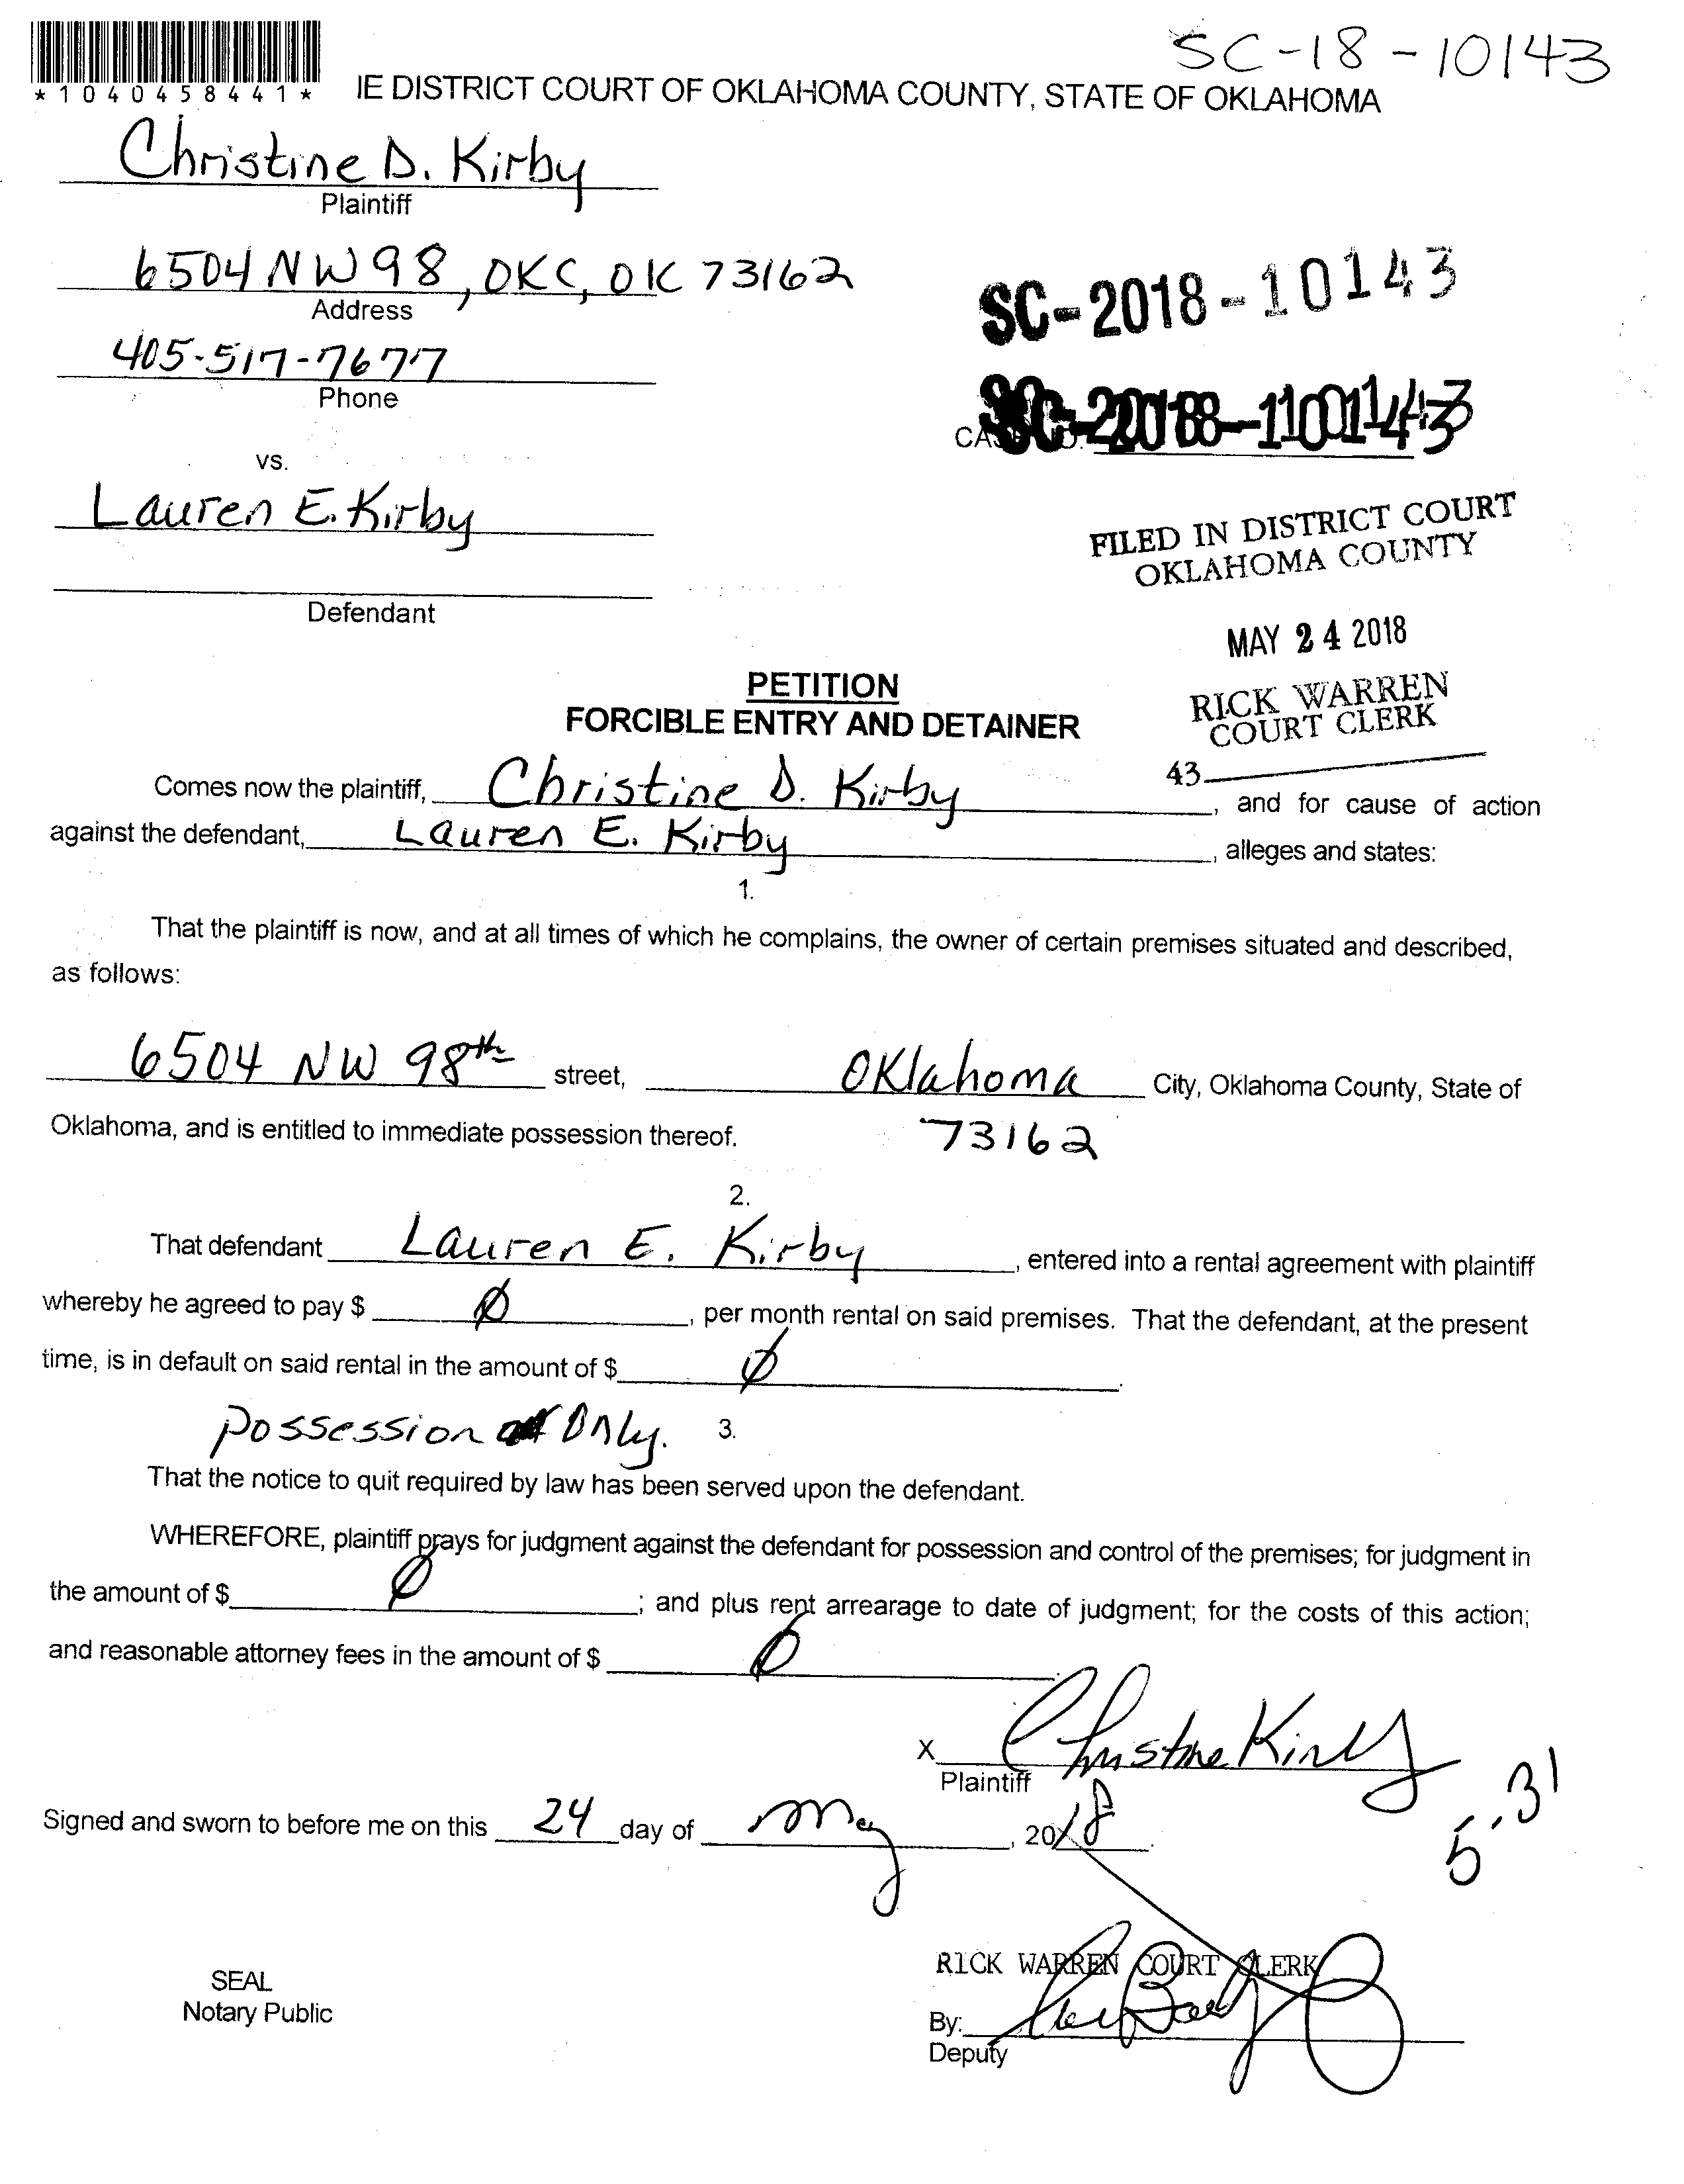 SC-18-10143
*1040458441*
IE DISTRICT COURT OF OKLAHOMA COUNTY, STATE OF OKLAHOMA
Christine D. Kirby
Plaintiff
6504 NW 98, OKC, OK 73162
Address
405-517-7677
Phone
SC-2018-10143
SC-2018-10143
vs.
Lauren E. Kirby
Defendant
FILED IN DISTRICT COURT
OKLAHOMA COUNTY
MAY 24 2018
RICK WARREN
COURT CLERK
43
PETITION
FORCIBLE ENTRY AND DETAINER
Comes now the plaintiff, Christine D. Kirby, and for cause of action
against the defendant, Lauren E. Kirby, alleges and states:
1.
That the plaintiff is now, and at all times of which he complains, the owner of certain premises situated and described,
as follows:
6504 NW 98th street, Oklahoma City, Oklahoma County, State of
Oklahoma, and is entitled to immediate possession thereof. 73162
2.
That defendant Lauren E. Kirby, entered into a rental agreement with plaintiff
whereby he agreed to pay $ Ø, per month rental on said premises. That the defendant, at the present
time, is in default on said rental in the amount of $ Ø.
Possession Only. 3.
That the notice to quit required by law has been served upon the defendant.
WHEREFORE, plaintiff prays for judgment against the defendant for possession and control of the premises; for judgment in
the amount of $ Ø; and plus rent arrearage to date of judgment; for the costs of this action;
and reasonable attorney fees in the amount of $ Ø
X Christine Kirby
Plaintiff
5-31
Signed and sworn to before me on this 24 day of May, 2018.
RICK WARREN COURT CLERK
SEAL
Notary Public
By:
Deputy